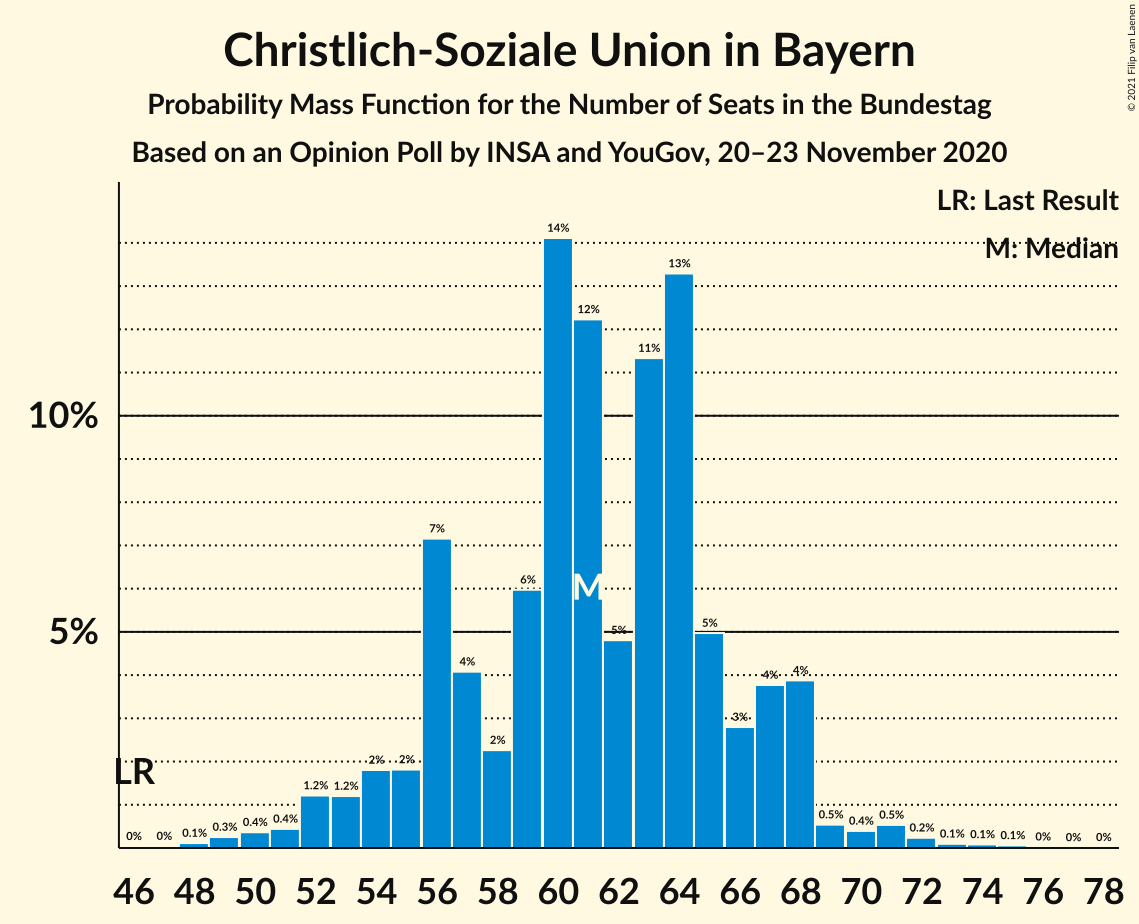 Christlich-Soziale Union in Bayern
Probability Mass Function for the Number of Seats in the Bundestag
Based on an Opinion Poll by INSA and YouGov, 20–23 November 2020
© 2021 Filip van Laenen
LR: Last Result
M: Median
10%
5%
LR
M
0% 0% 0.1% 0.3% 0.4% 0.4% 1.2% 1.2% 2% 2% 7% 4% 2% 6% 14% 12% 5% 11% 13% 5% 3% 4% 4% 0.5% 0.4% 0.5% 0.2% 0.1% 0.1% 0.1% 0% 0% 0%
46 48 50 52 54 56 58 60 62 64 66 68 70 72 74 76 78